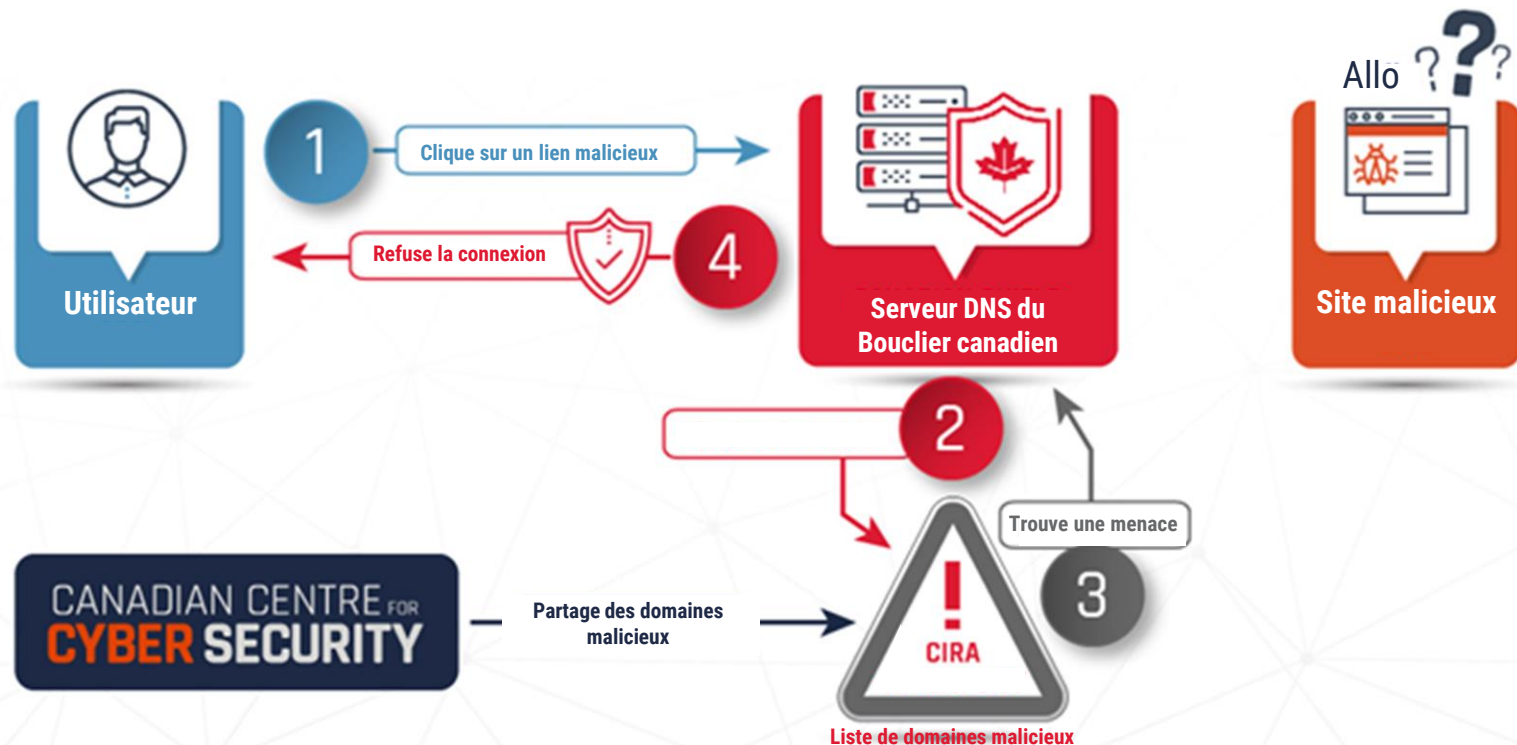 Allô ???
1
Clique sur un lien malicieux
Refuse la connexion
4
Utilisateur
Serveur DNS du
Bouclier canadien
Site malicieux
2
Trouve une menace
3
CANADIAN CENTRE FOR
CYBER SECURITY
Partage des domaines
malicieux
!
CIRA
Liste de domaines malicieux